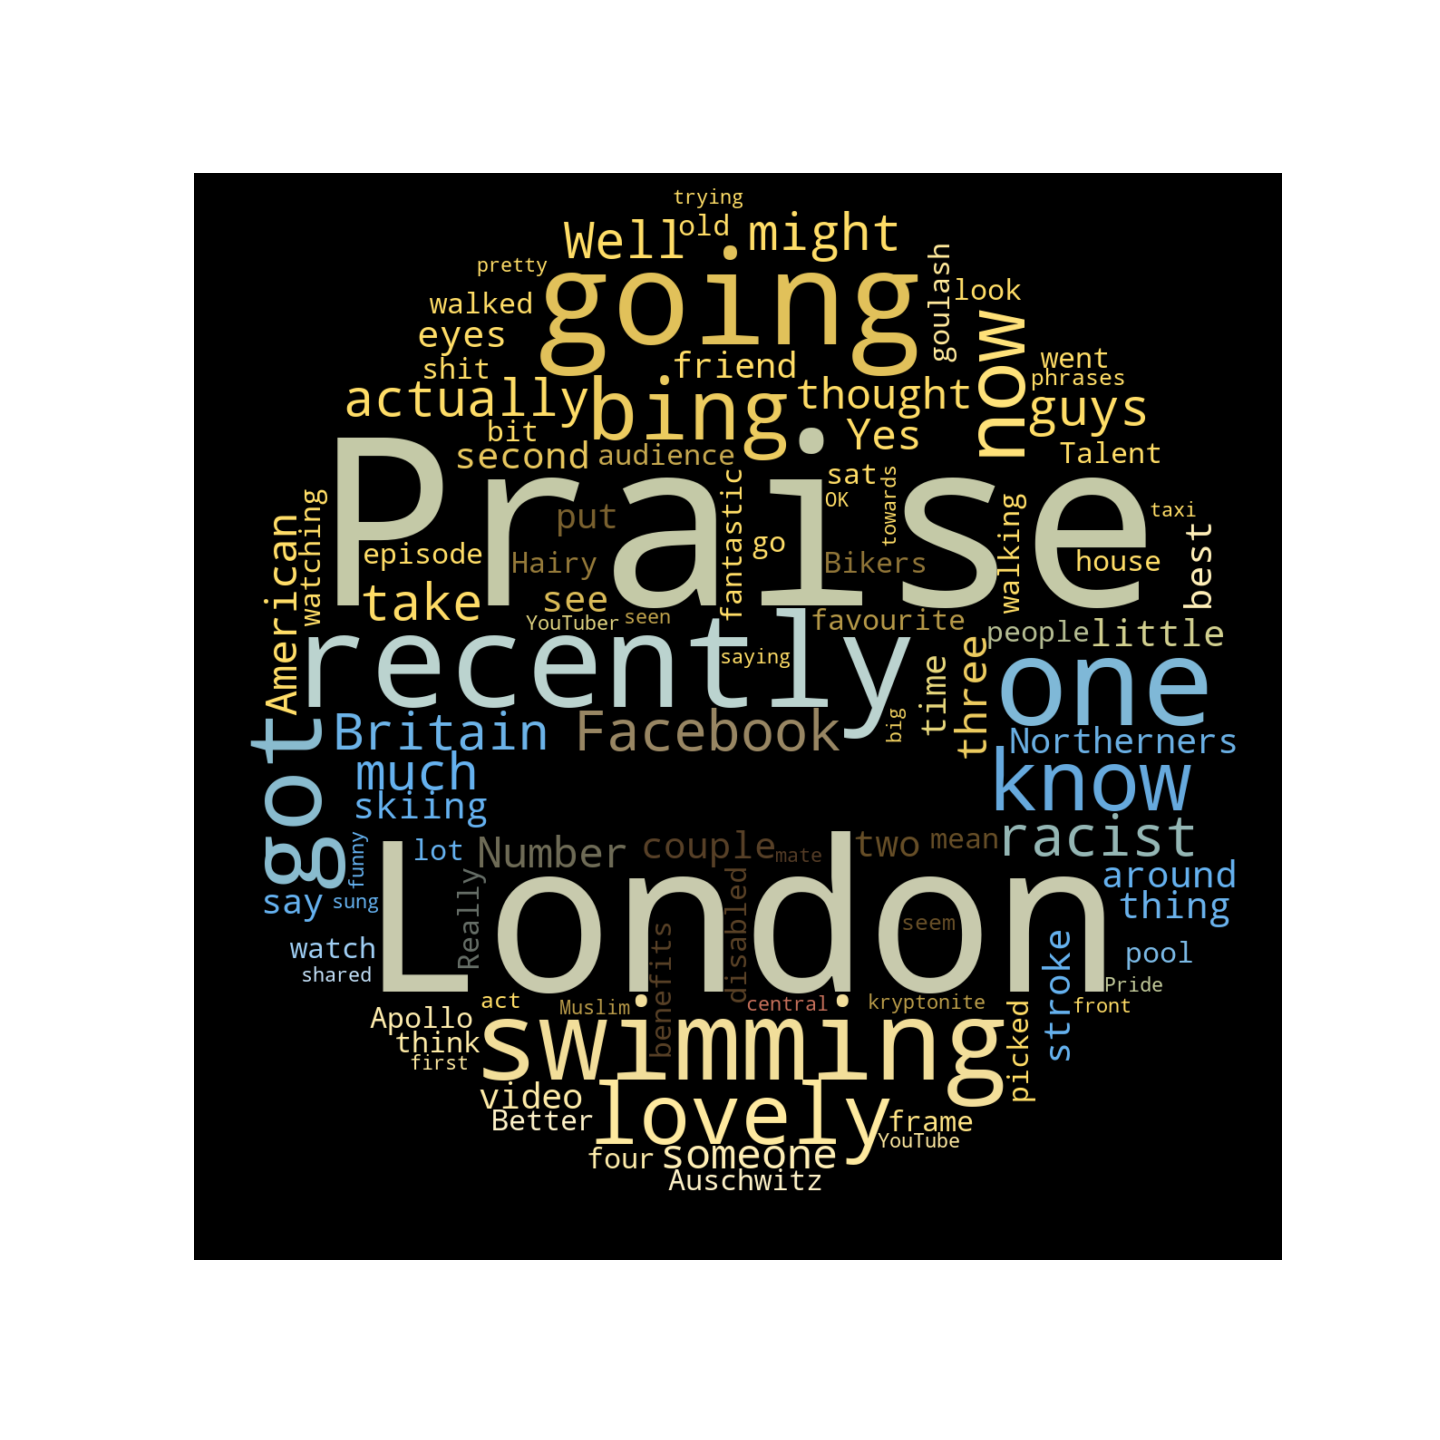 trying
Well old might
pretty going goulash look
walked
eyes now went
shit friend phrases
actually bing thought guys
bit Yes
second audience Talent
Praise
sat
OK towards taxi
fantastic
American watching put walking best
episode Hairy go Bikers house
take see
YouTuber seen favourite people little
recently saying time three one
big
got Britain Facebook Northerners
much know
skiing
funny lot Number couple mate two mean racist
say sung Really disabled around
London thing
seem
watch benefits stroke pool
shared Pride
act Muslim central kryptonite front
Apollo swimming picked
think
first
video lovely frame
Better YouTube
four someone
Auschwitz